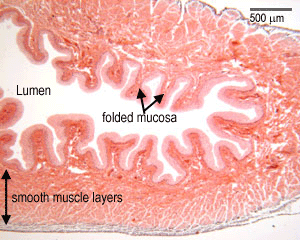 500 µm
Lumen
folded mucosa
smooth muscle layers